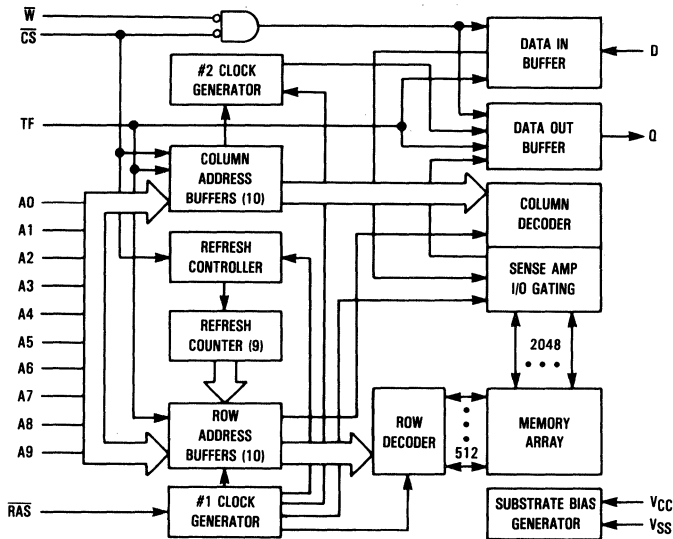 W̅
C̅S̅
#2 CLOCK
GENERATOR
DATA IN
BUFFER
D
TF
DATA OUT
BUFFER
Q
COLUMN
ADDRESS
BUFFERS (10)
COLUMN
DECODER
A0
A1
A2
A3
A4
A5
A6
A7
A8
A9
REFRESH
CONTROLLER
SENSE AMP
I/O GATING
REFRESH
COUNTER (9)
2048
ROW
ADDRESS
BUFFERS (10)
ROW
DECODER
512
MEMORY
ARRAY
R̅A̅S̅
#1 CLOCK
GENERATOR
SUBSTRATE BIAS
GENERATOR
VCC
VSS